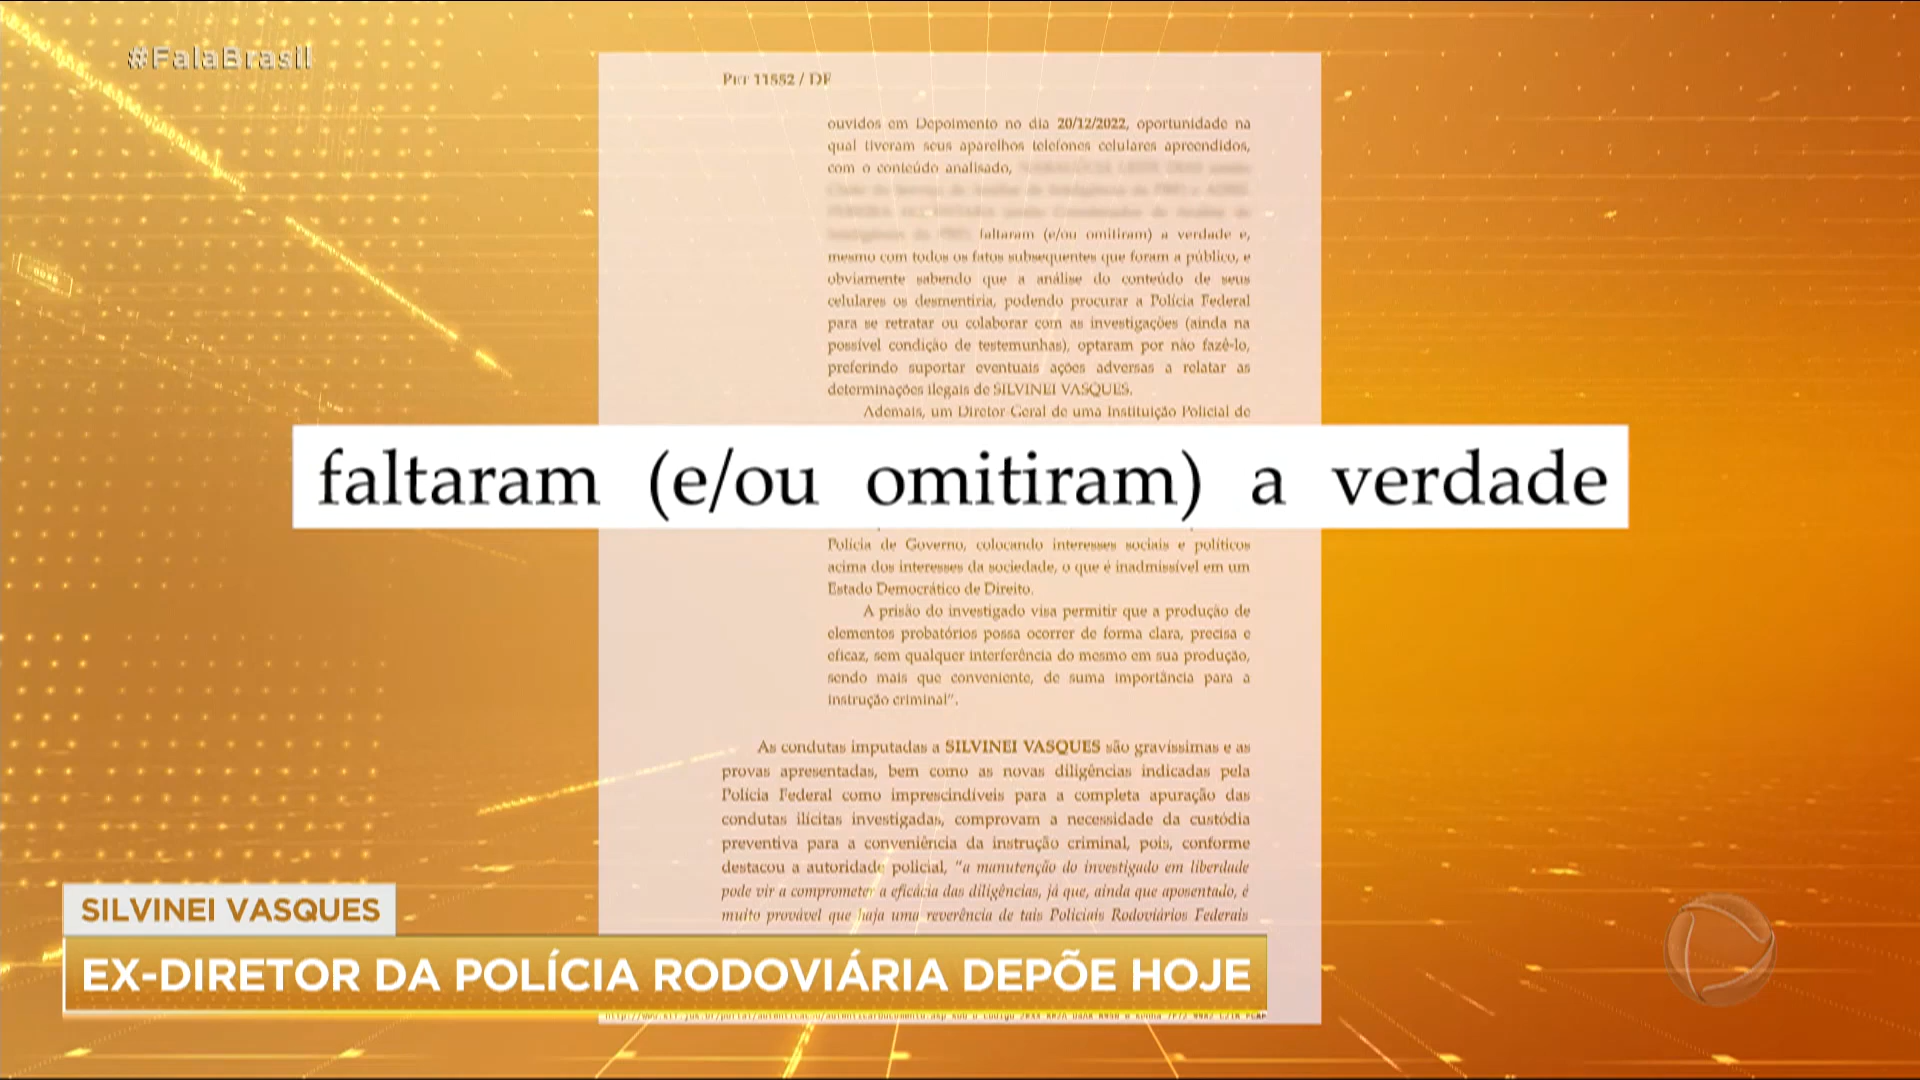 #FalaBrasil
PET 11552 / DF
ouvidos em Depoimento no dia 20/12/2022, oportunidade na
qual tiveram seus aparelhos telefones celulares apreendidos,
com o conteúdo analisado,
faltaram (e/ou omitiram) a verdade e,
mesmo com todos os fatos subsequentes que foram a público, e
obviamente sabendo que a análise do conteúdo de seus
celulares os desmentiria, podendo procurar a Polícia Federal
para se retratar ou colaborar com as investigações (ainda na
possível condição de testemunhas), optaram por não fazê-lo,
preferindo suportar eventuais ações adversas a relatar as
determinações ilegais de SILVINEI VASQUES.
Ademais, um Diretor Geral de uma Instituição Policial de
faltaram (e/ou omitiram) a verdade
Polícia de Governo, colocando interesses sociais e políticos
acima dos interesses da sociedade, o que é inadmissível em um
Estado Democrático de Direito.
A prisão do investigado visa permitir que a produção de
elementos probatórios possa ocorrer de forma clara, precisa e
eficaz, sem qualquer interferência do mesmo em sua produção,
sendo mais que conveniente, de suma importância para a
instrução criminal”.
As condutas imputadas a SILVINEI VASQUES são gravíssimas e as
provas apresentadas, bem como as novas diligências indicadas pela
Polícia Federal como imprescindíveis para a completa apuração das
condutas ilícitas investigadas, comprovam a necessidade da custódia
preventiva para a conveniência da instrução criminal, pois, conforme
destacou a autoridade policial, “a manutenção do investigado em liberdade
pode vir a comprometer a eficácia das diligências, já que, ainda que aposentado, é
muito provável que haja uma reverência de tais Policiais Rodoviários Federais
SILVINEI VASQUES
EX-DIRETOR DA POLÍCIA RODOVIÁRIA DEPÕE HOJE